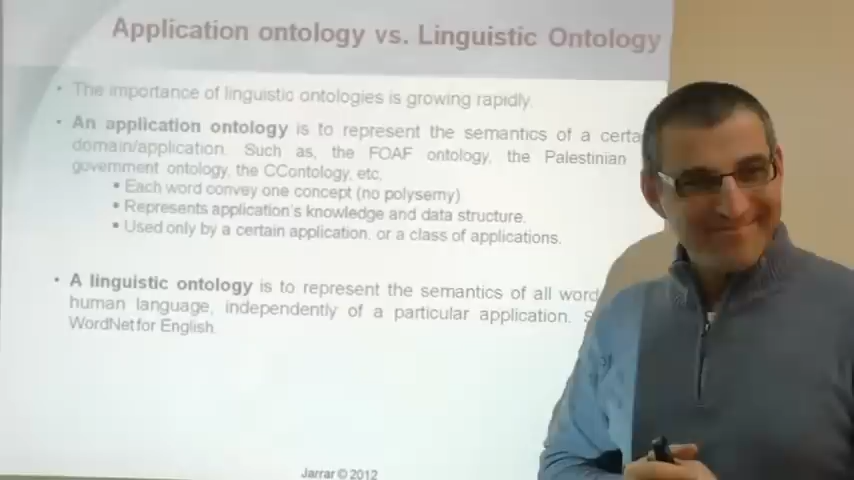 Application ontology vs. Linguistic Ontology
• The importance of linguistic ontologies is growing rapidly.
• An application ontology is to represent the semantics of a certa
domain/application. Such as, the FOAF ontology, the Palestinian
government ontology, the CContology, etc.
• Each word convey one concept (no polysemy)
• Represents application's knowledge and data structure.
• Used only by a certain application, or a class of applications.
• A linguistic ontology is to represent the semantics of all word
human language, independently of a particular application. S
WordNet for English.
Jarrar © 2012